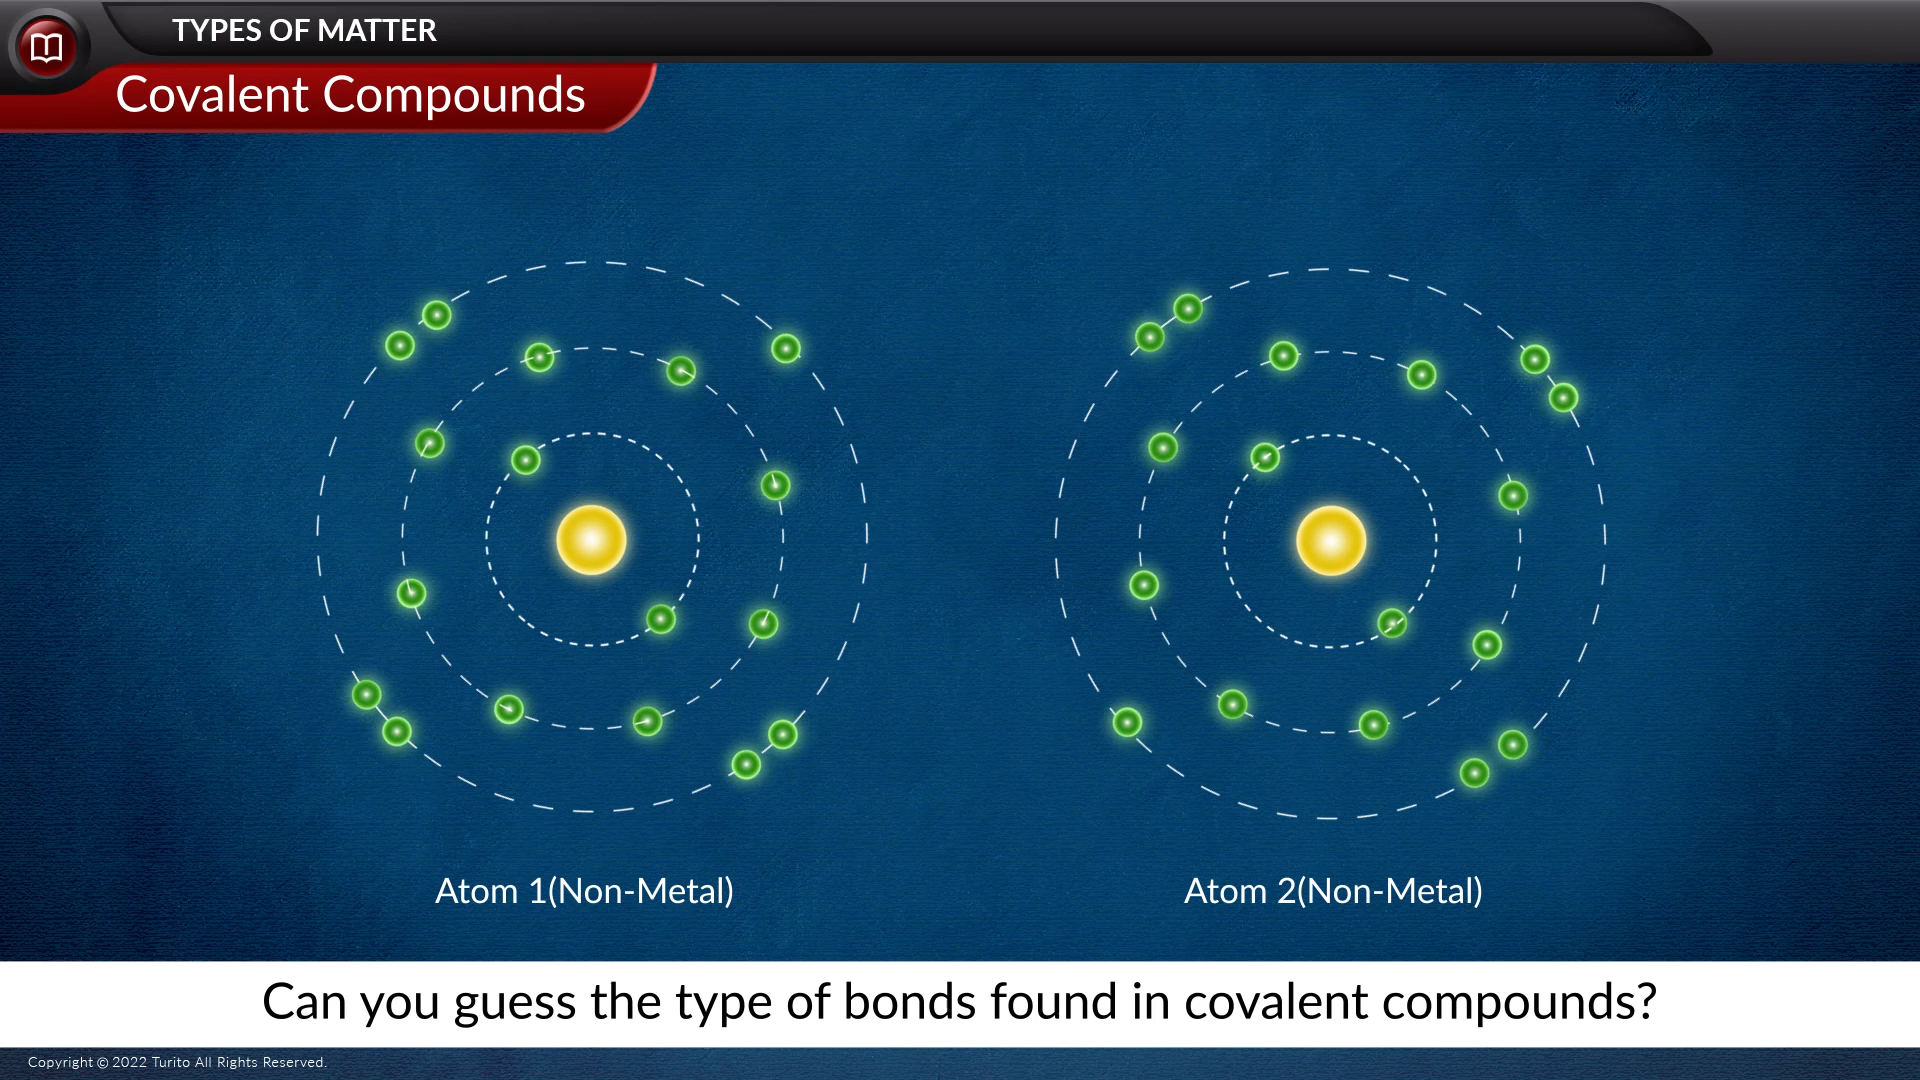 TYPES OF MATTER
Covalent Compounds
Atom 1(Non-Metal)
Atom 2(Non-Metal)
Can you guess the type of bonds found in covalent compounds?
Copyright © 2022 Turito All Rights Reserved.